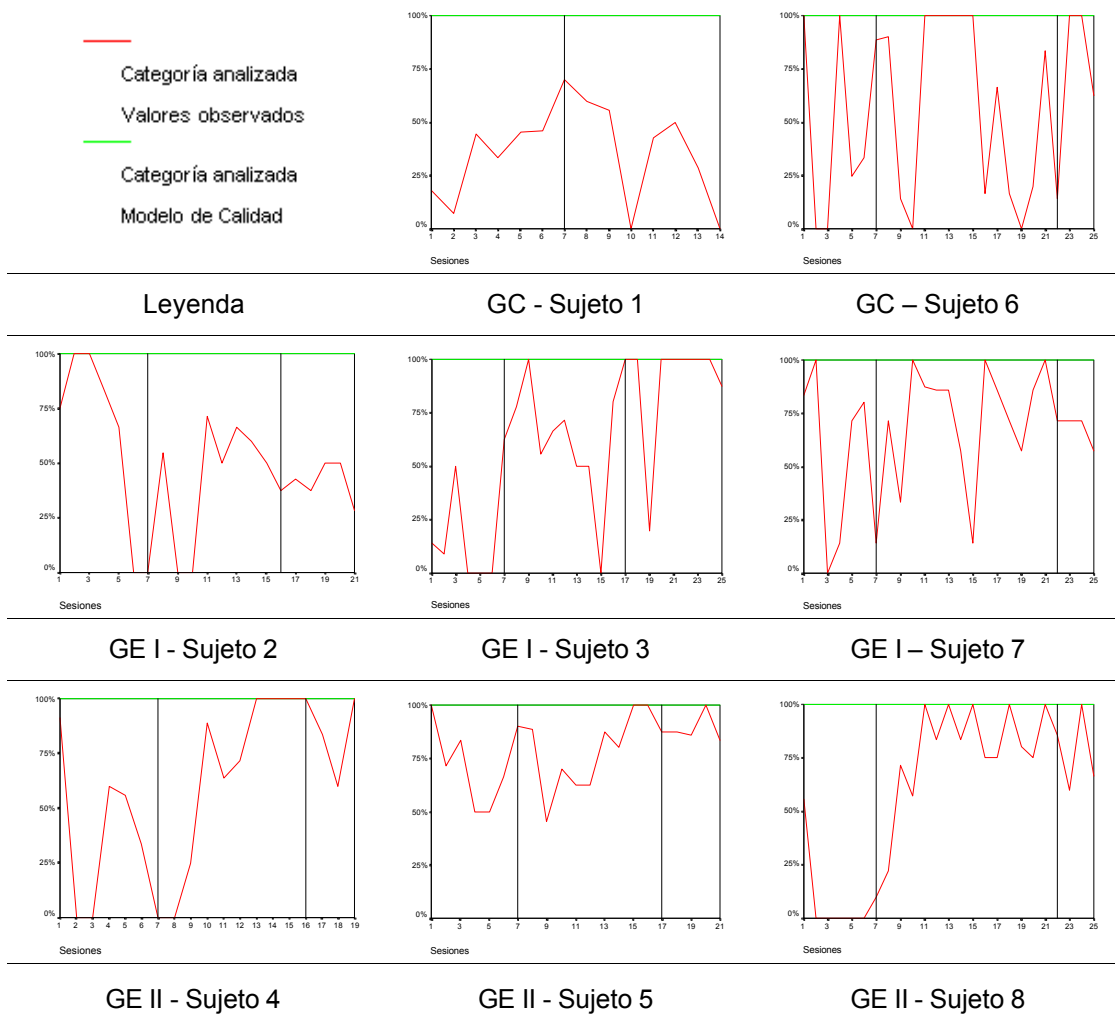 Categoría analizada
Valores observados
Categoría analizada
Modelo de Calidad
Leyenda
100%
75%
50%
25%
0%
1 2 3 4 5 6 7 8 9 10 11 12 13 14
Sesiones
GC - Sujeto 1
100%
75%
50%
25%
0%
1 3 5 7 9 11 13 15 17 19 21 23 25
Sesiones
GC – Sujeto 6
100%
75%
50%
25%
0%
1 3 5 7 9 11 13 15 17 19 21
Sesiones
GE I - Sujeto 2
100%
75%
50%
25%
0%
1 3 5 7 9 11 13 15 17 19 21 23 25
Sesiones
GE I - Sujeto 3
100%
75%
50%
25%
0%
1 3 5 7 9 11 13 15 17 19 21 23 25
Sesiones
GE I – Sujeto 7
100%
75%
50%
25%
0%
1 2 3 4 5 6 7 8 9 10 11 12 13 14 15 16 17 18 19
Sesiones
GE II - Sujeto 4
100%
75%
50%
25%
0%
1 3 5 7 9 11 13 15 17 19 21
Sesiones
GE II - Sujeto 5
100%
75%
50%
25%
0%
1 3 5 7 9 11 13 15 17 19 21 23 25
Sesiones
GE II - Sujeto 8